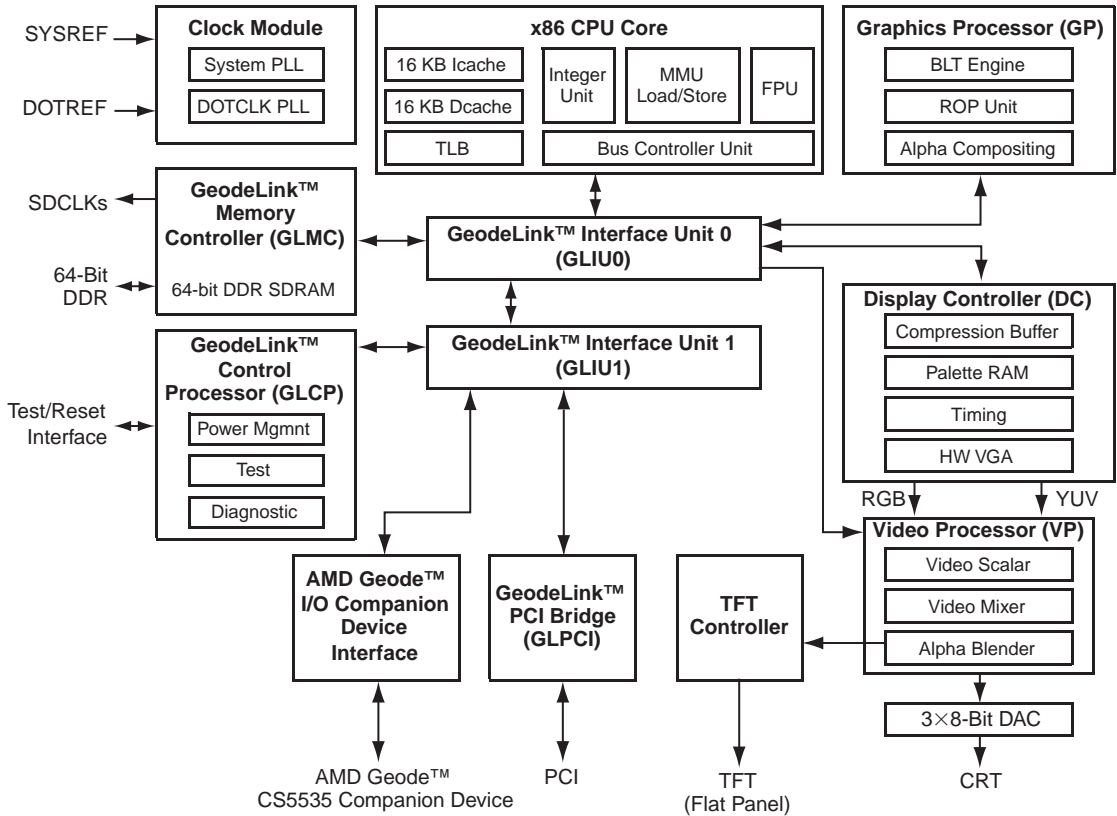 SYSREF
DOTREF
Clock Module
System PLL
DOTCLK PLL
x86 CPU Core
16 KB Icache
16 KB Dcache
TLB
Integer
Unit
MMU
Load/Store
FPU
Bus Controller Unit
Graphics Processor (GP)
BLT Engine
ROP Unit
Alpha Compositing
SDCLKs
64-Bit
DDR
GeodeLink™
Memory
Controller (GLMC)
64-bit DDR SDRAM
GeodeLink™ Interface Unit 0
(GLIU0)
Display Controller (DC)
Compression Buffer
Palette RAM
Timing
HW VGA
Test/Reset
Interface
GeodeLink™
Control
Processor (GLCP)
Power Mgmnt
Test
Diagnostic
GeodeLink™ Interface Unit 1
(GLIU1)
RGB
YUV
Video Processor (VP)
Video Scalar
Video Mixer
Alpha Blender
AMD Geode™
I/O Companion
Device
Interface
GeodeLink™
PCI Bridge
(GLPCI)
TFT
Controller
3×8-Bit DAC
AMD Geode™
CS5535 Companion Device
PCI
TFT
(Flat Panel)
CRT